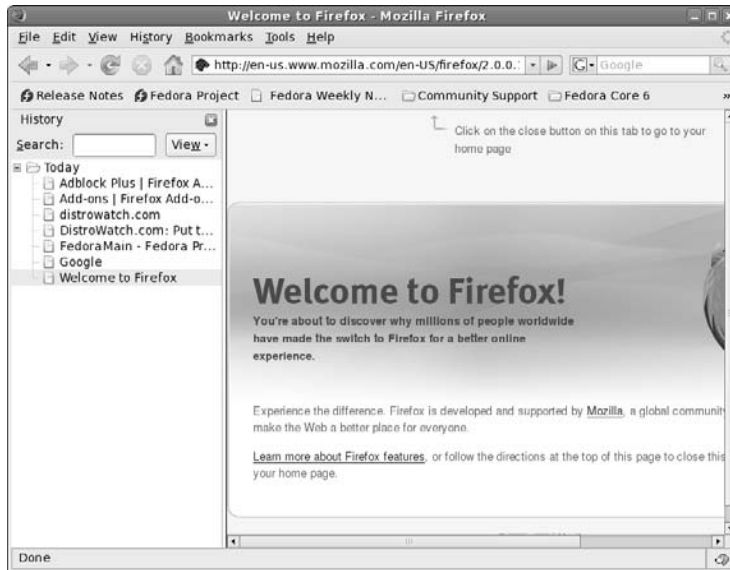 Welcome to Firefox - Mozilla Firefox
File Edit View History Bookmarks Tools Help
http://en-us.www.mozilla.com/en-US/firefox/2.0.0. G Google
Release Notes Fedora Project Fedora Weekly N... Community Support Fedora Core 6 »
History
Search: View
Today
Adblock Plus | Firefox A...
Add-ons | Firefox Add-o...
distrowatch.com
DistroWatch.com: Put t...
FedoraMain - Fedora Pr...
Google
Welcome to Firefox
Click on the close button on this tab to go to your
home page
Welcome to Firefox!
You're about to discover why millions of people worldwide
have made the switch to Firefox for a better online
experience.
Experience the difference. Firefox is developed and supported by Mozilla, a global communit
make the Web a better place for everyone.
Learn more about Firefox features, or follow the directions at the top of this page to close this
your home page.
Done